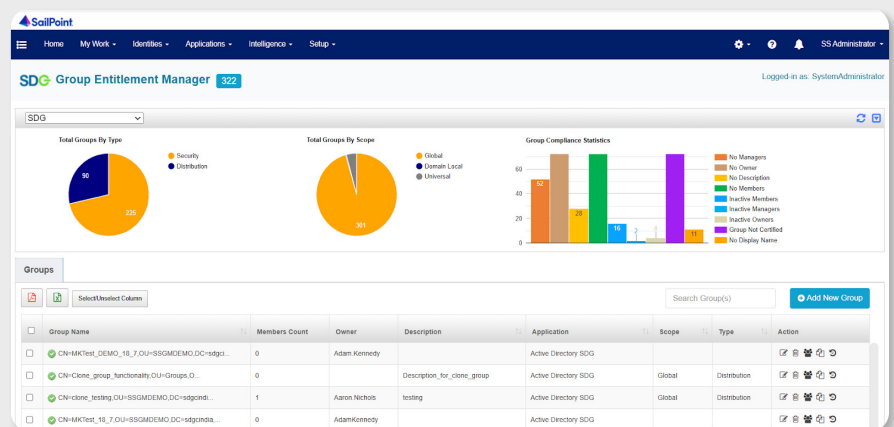 SailPoint
Home My Work Identities Applications Intelligence Setup SS Administrator
SDG Group Entitlement Manager 322 Logged-in as: SystemAdministrator
SDG
Total Groups By Type
90
225
Security
Distribution
Total Groups By Scope
301
Global
Domain Local
Universal
Group Compliance Statistics
60
40
20
0
52
28
16
2
11
No Managers
No Owner
No Description
No Members
Inactive Members
Inactive Managers
Inactive Owners
Group Not Certified
No Display Name
Groups
Select/Unselect Column Search Group(s) Add New Group
Group Name Members Count Owner Description Application Scope Type Action
CN=MKTest_DEMO_18_7,OU=SSGMDEMO,DC=sdgci... 0 Adam.Kennedy Active Directory SDG
CN=Clone_group_functionality,OU=Groups,O... 0 Description_for_clone_group Active Directory SDG Global Distribution
CN=clone_testing,OU=SSGMDEMO,DC=sdgcindi... 1 Aaron Nichols testing Active Directory SDG Global Distribution
CN=MKTest_18_7,OU=SSGMDEMO,DC=sdgcindia,... 0 AdamKennedy Active Directory SDG